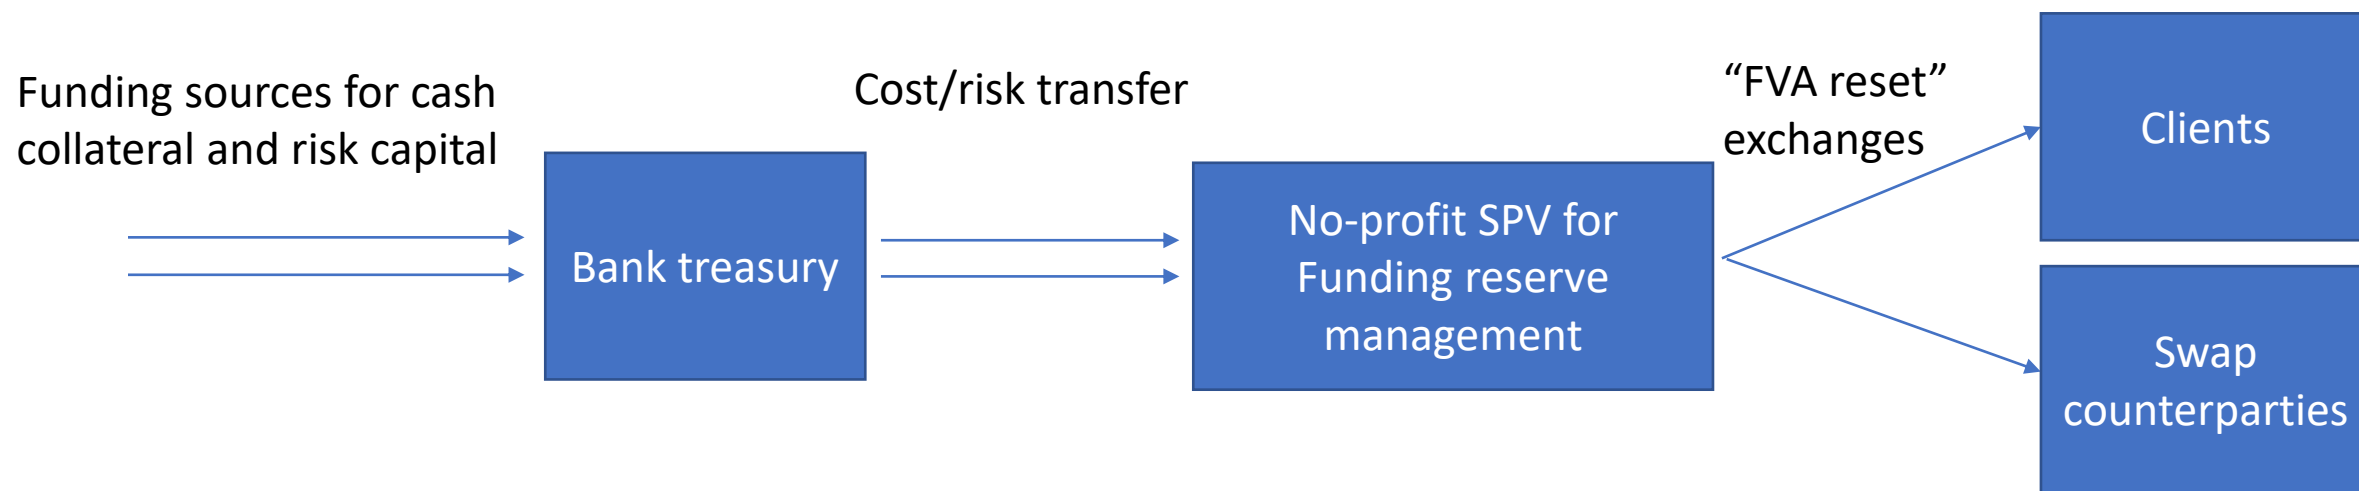 Funding sources for cash
collateral and risk capital
Bank treasury
Cost/risk transfer
No-profit SPV for
Funding reserve
management
“FVA reset”
exchanges
Clients
Swap
counterparties